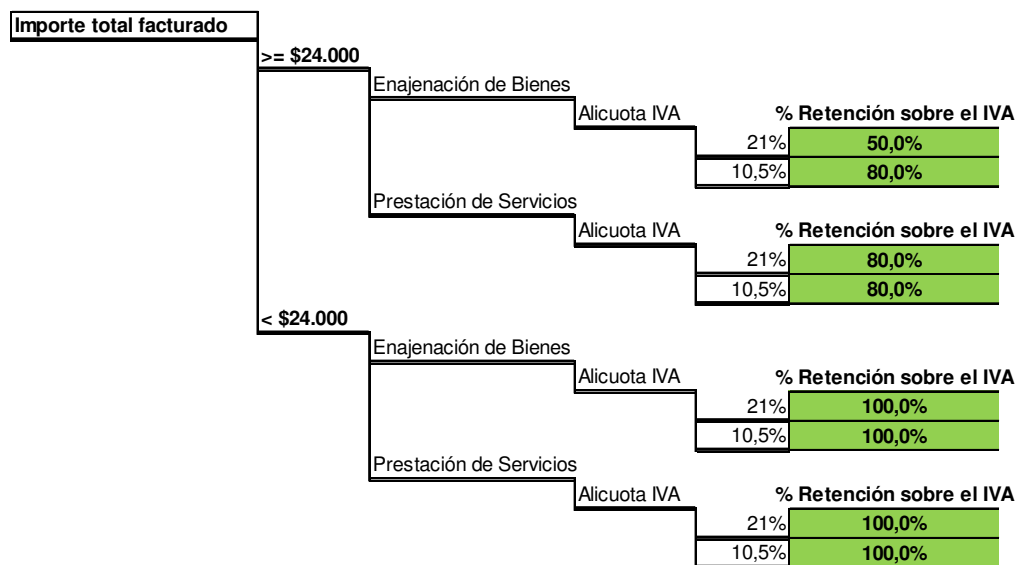 Importe total facturado
>= $24.000
Enajenación de Bienes
Alicuota IVA % Retención sobre el IVA
21% 50,0%
10,5% 80,0%
Prestación de Servicios
Alicuota IVA % Retención sobre el IVA
21% 80,0%
10,5% 80,0%
< $24.000
Enajenación de Bienes
Alicuota IVA % Retención sobre el IVA
21% 100,0%
10,5% 100,0%
Prestación de Servicios
Alicuota IVA % Retención sobre el IVA
21% 100,0%
10,5% 100,0%